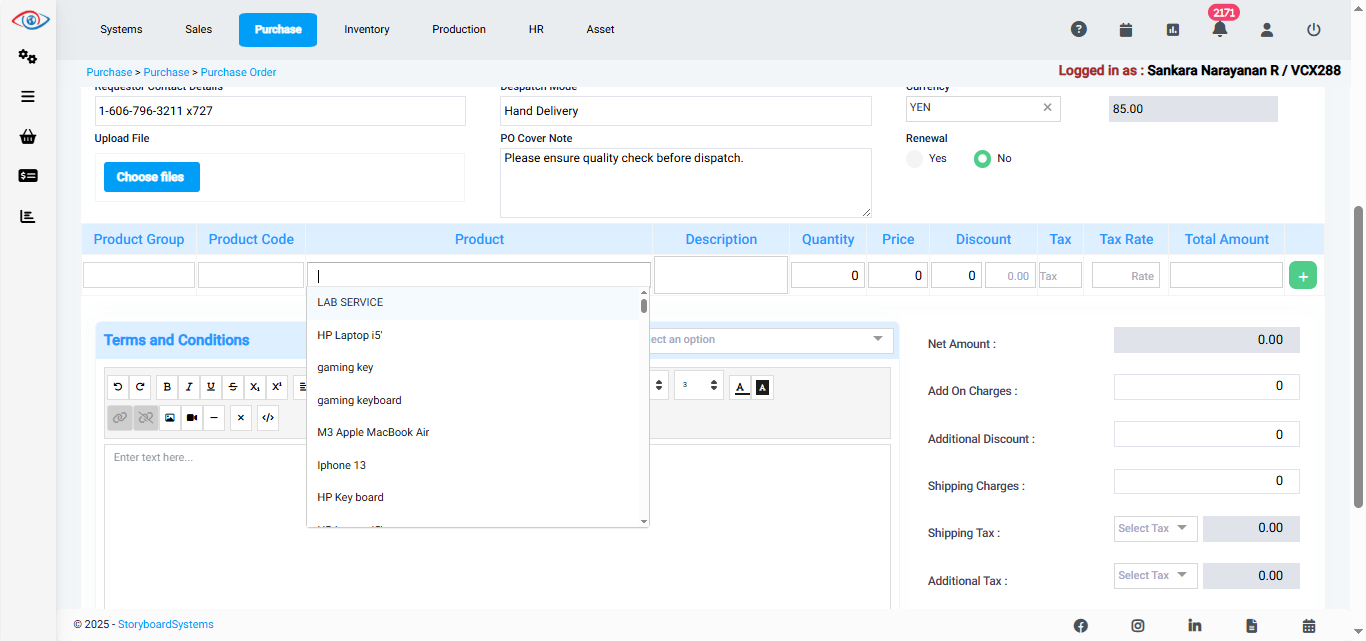 2171
Systems Sales Purchase Inventory Production HR Asset
Purchase > Purchase > Purchase Order
Logged in as : Sankara Narayanan R / VCX288
Requestor Contact Details Despatch Mode Currency
1-606-796-3211 x727 Hand Delivery YEN × 85.00
Upload File PO Cover Note Renewal
Choose files Please ensure quality check before dispatch. Yes No
Product Group Product Code Product Description Quantity Price Discount Tax Tax Rate Total Amount
0 0 0 0.00 Tax Rate +
LAB SERVICE
HP Laptop i5'
gaming key
gaming keyboard
M3 Apple MacBook Air
Iphone 13
HP Key board
Terms and Conditions ect an option
B I U S X₁ X¹ 3 A A
</>
Enter text here...
Net Amount : 0.00
Add On Charges : 0
Additional Discount : 0
Shipping Charges : 0
Shipping Tax : Select Tax 0.00
Additional Tax : Select Tax 0.00
© 2025 - StoryboardSystems